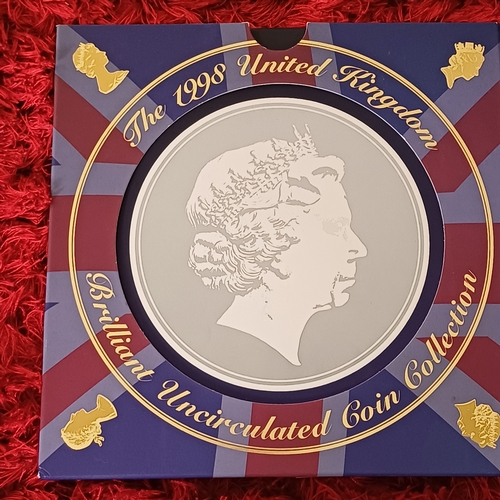 The 1998 United Kingdom
Brilliant Uncirculated Coin Collection